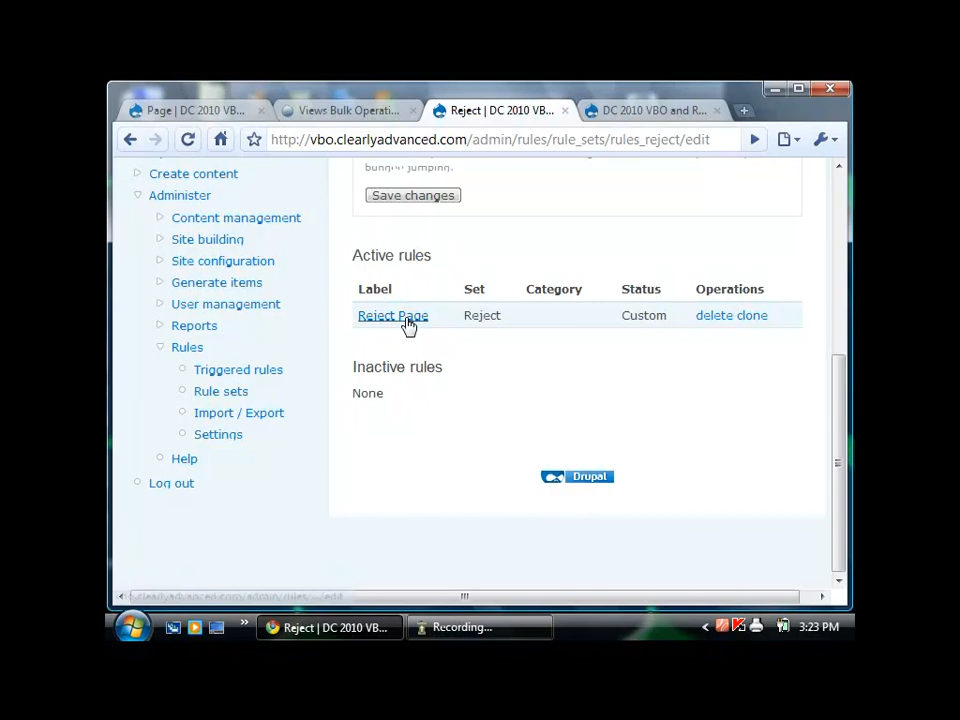 Page | DC 2010 VB...
Views Bulk Operati...
Reject | DC 2010 VB...
DC 2010 VBO and R...
http://vbo.clearlyadvanced.com/admin/rules/rule_sets/rules_reject/edit
Create content
Administer
Content management
Site building
Site configuration
Generate items
User management
Reports
Rules
Triggered rules
Rule sets
Import / Export
Settings
Help
Log out
bungin jumping.
Save changes
Active rules
Label Set Category Status Operations
Reject Page Reject Custom delete clone
Inactive rules
None
Drupal
Reject | DC 2010 VB...
Recording...
3:23 PM